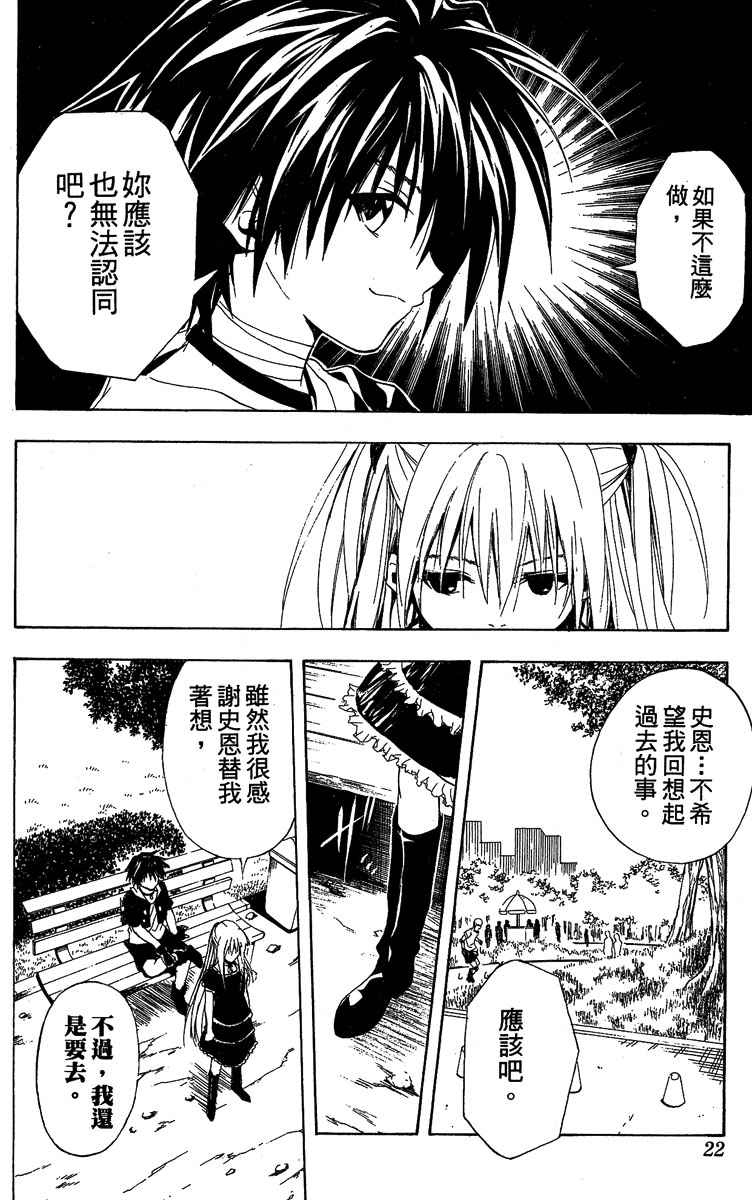 如果不這麼
做，
妳應該
也無法認同
吧？
史恩…不希
望我回想起
過去的事。
應該吧。
雖然我很感
謝史恩替我
著想，
不過，我還
是要去。
22